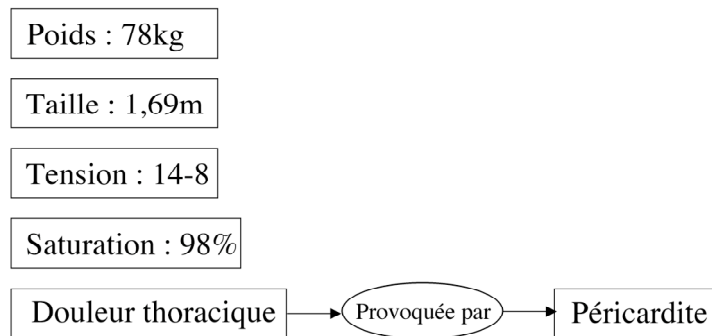 Poids : 78kg
Taille : 1,69m
Tension : 14-8
Saturation : 98%
Douleur thoracique Provoquée par Péricardite